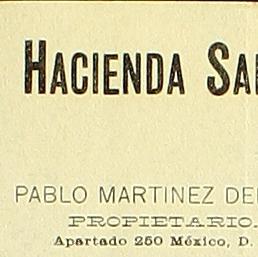 HACIENDA SA
PABLO MARTINEZ DE
PROPIETARIO.
Apartado 250 México, D.